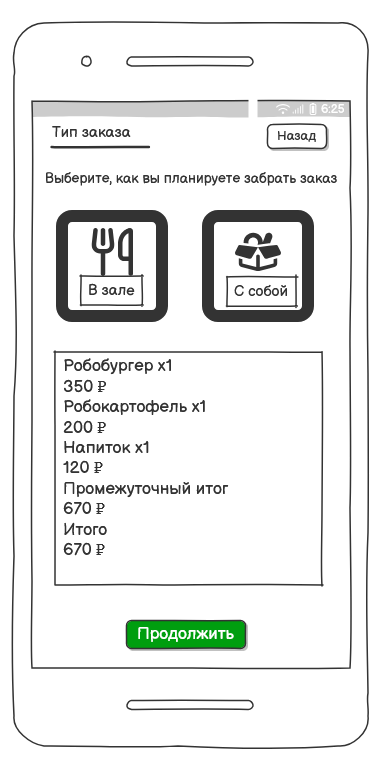 6:25
Тип заказа
Назад
Выберите, как вы планируете забрать заказ
В зале
С собой
Робобургер x1
350 ₽
Робокартофель x1
200 ₽
Напиток x1
120 ₽
Промежуточный итог
670 ₽
Итого
670 ₽
Продолжить